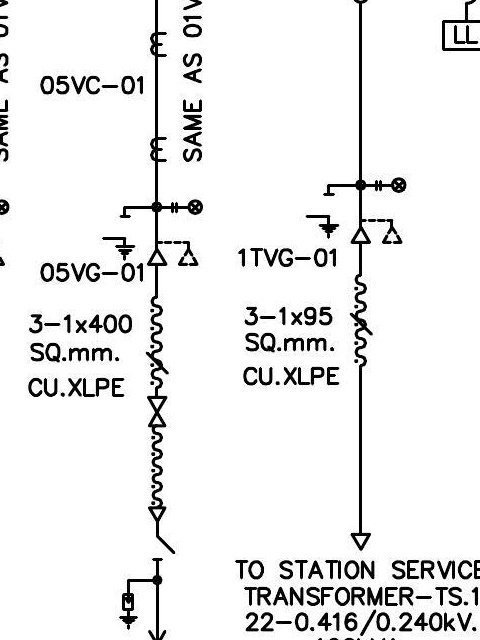 SAME AS 01V
SAME AS 01V
LL
05VC-01
05VG-01
3-1x400
SQ.mm.
CU.XLPE
1TVG-01
3-1x95
SQ.mm.
CU.XLPE
TO STATION SERVICE
TRANSFORMER-TS.1
22-0.416/0.240kV.